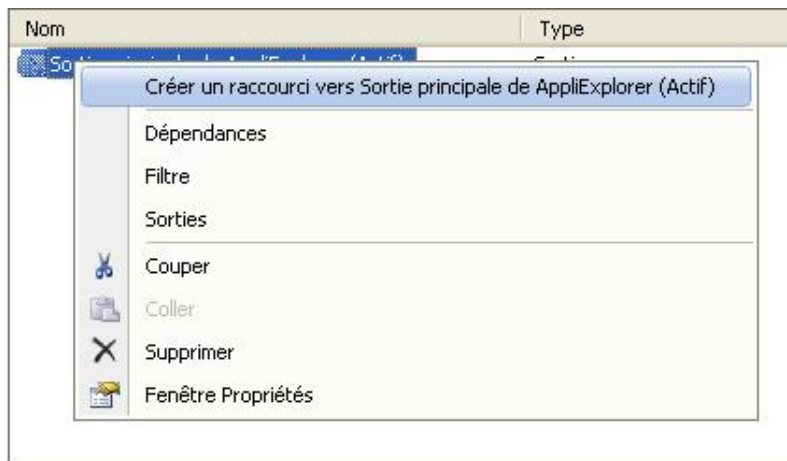 Nom Type
Créer un raccourci vers Sortie principale de AppliExplorer (Actif)
Dépendances
Filtre
Sorties
Couper
Coller
Supprimer
Fenêtre Propriétés